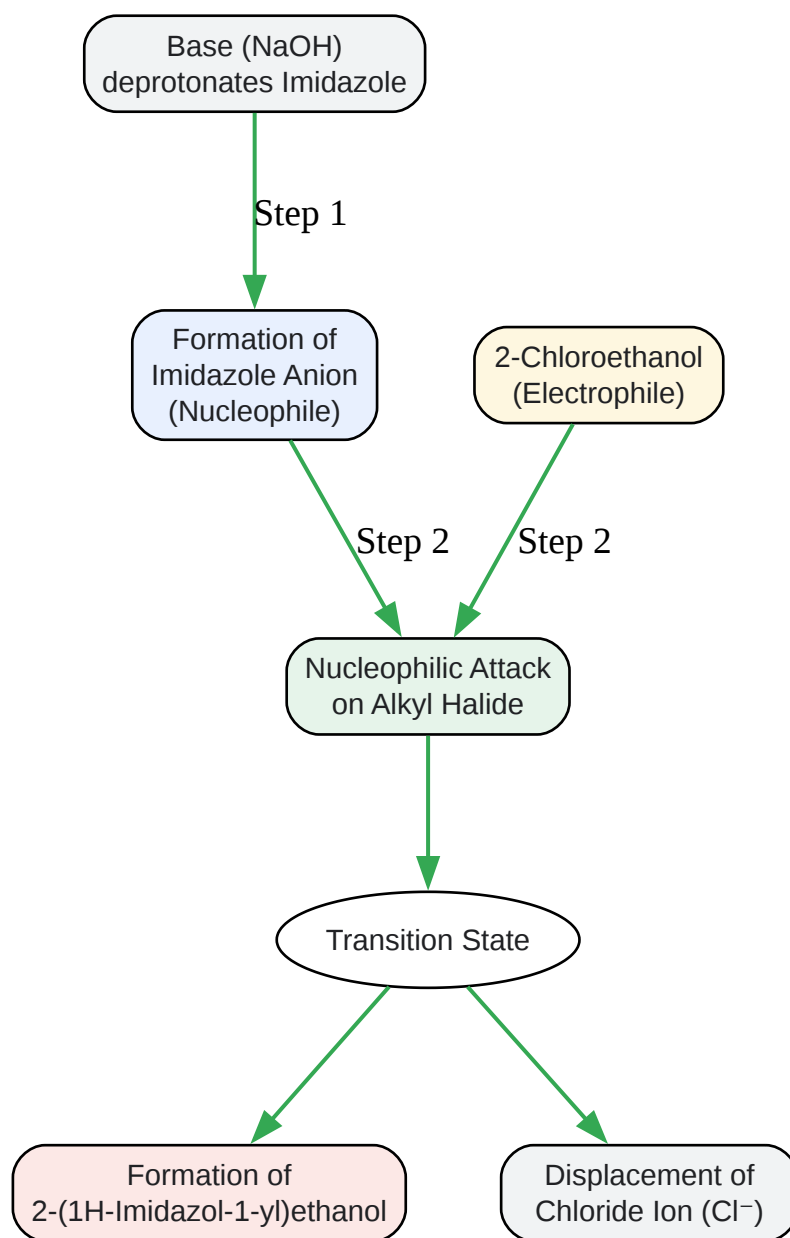 Base (NaOH)
deprotonates Imidazole
Step 1
Formation of
Imidazole Anion
(Nucleophile)
2-Chloroethanol
(Electrophile)
Step 2
Step 2
Nucleophilic Attack
on Alkyl Halide
Transition State
Formation of
2-(1H-Imidazol-1-yl)ethanol
Displacement of
Chloride Ion (Cl⁻)